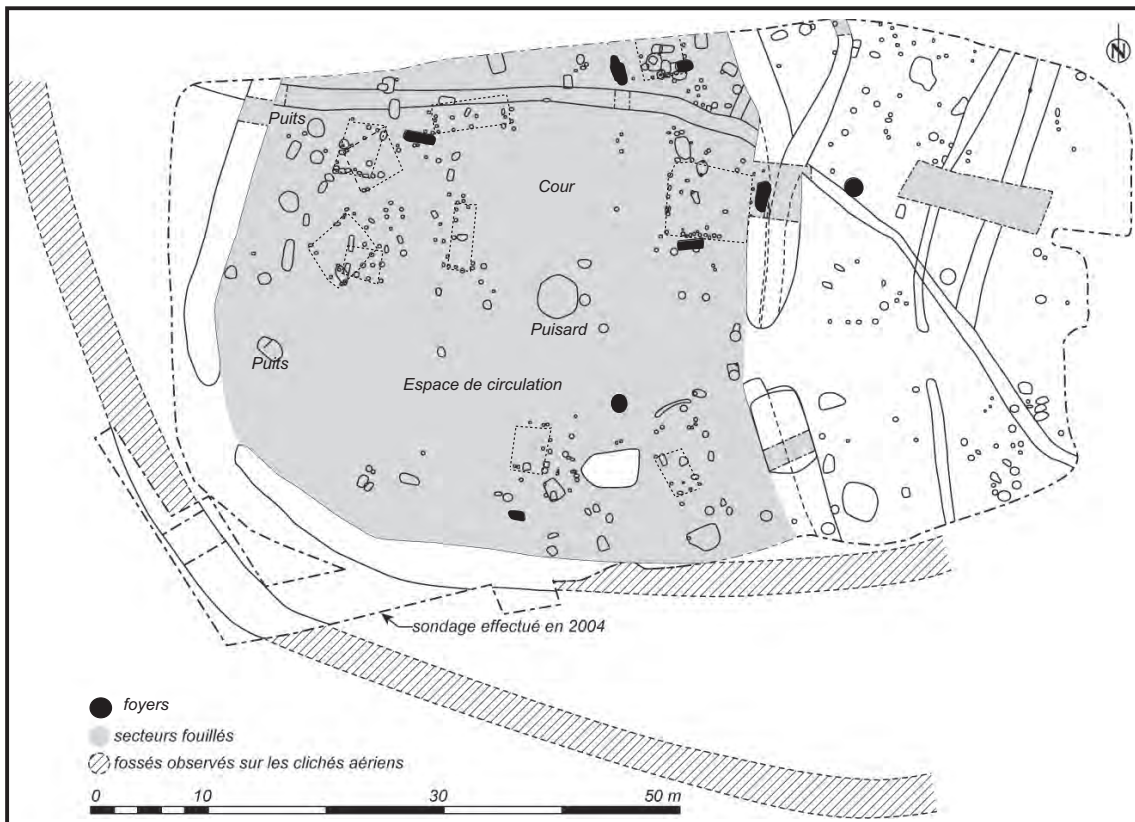 N
Puits
Cour
Puisard
Puits
Espace de circulation
sondage effectué en 2004
foyers
secteurs fouillés
fossés observés sur les clichés aériens
0 10 30 50 m